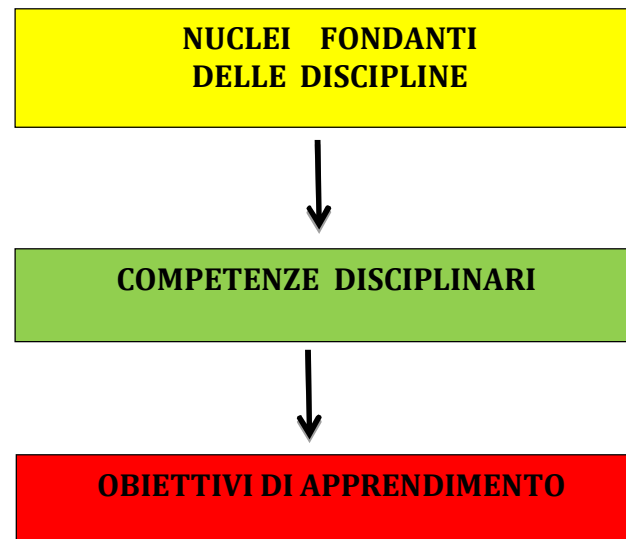 NUCLEI FONDANTI
DELLE DISCIPLINE
COMPETENZE DISCIPLINARI
OBIETTIVI DI APPRENDIMENTO